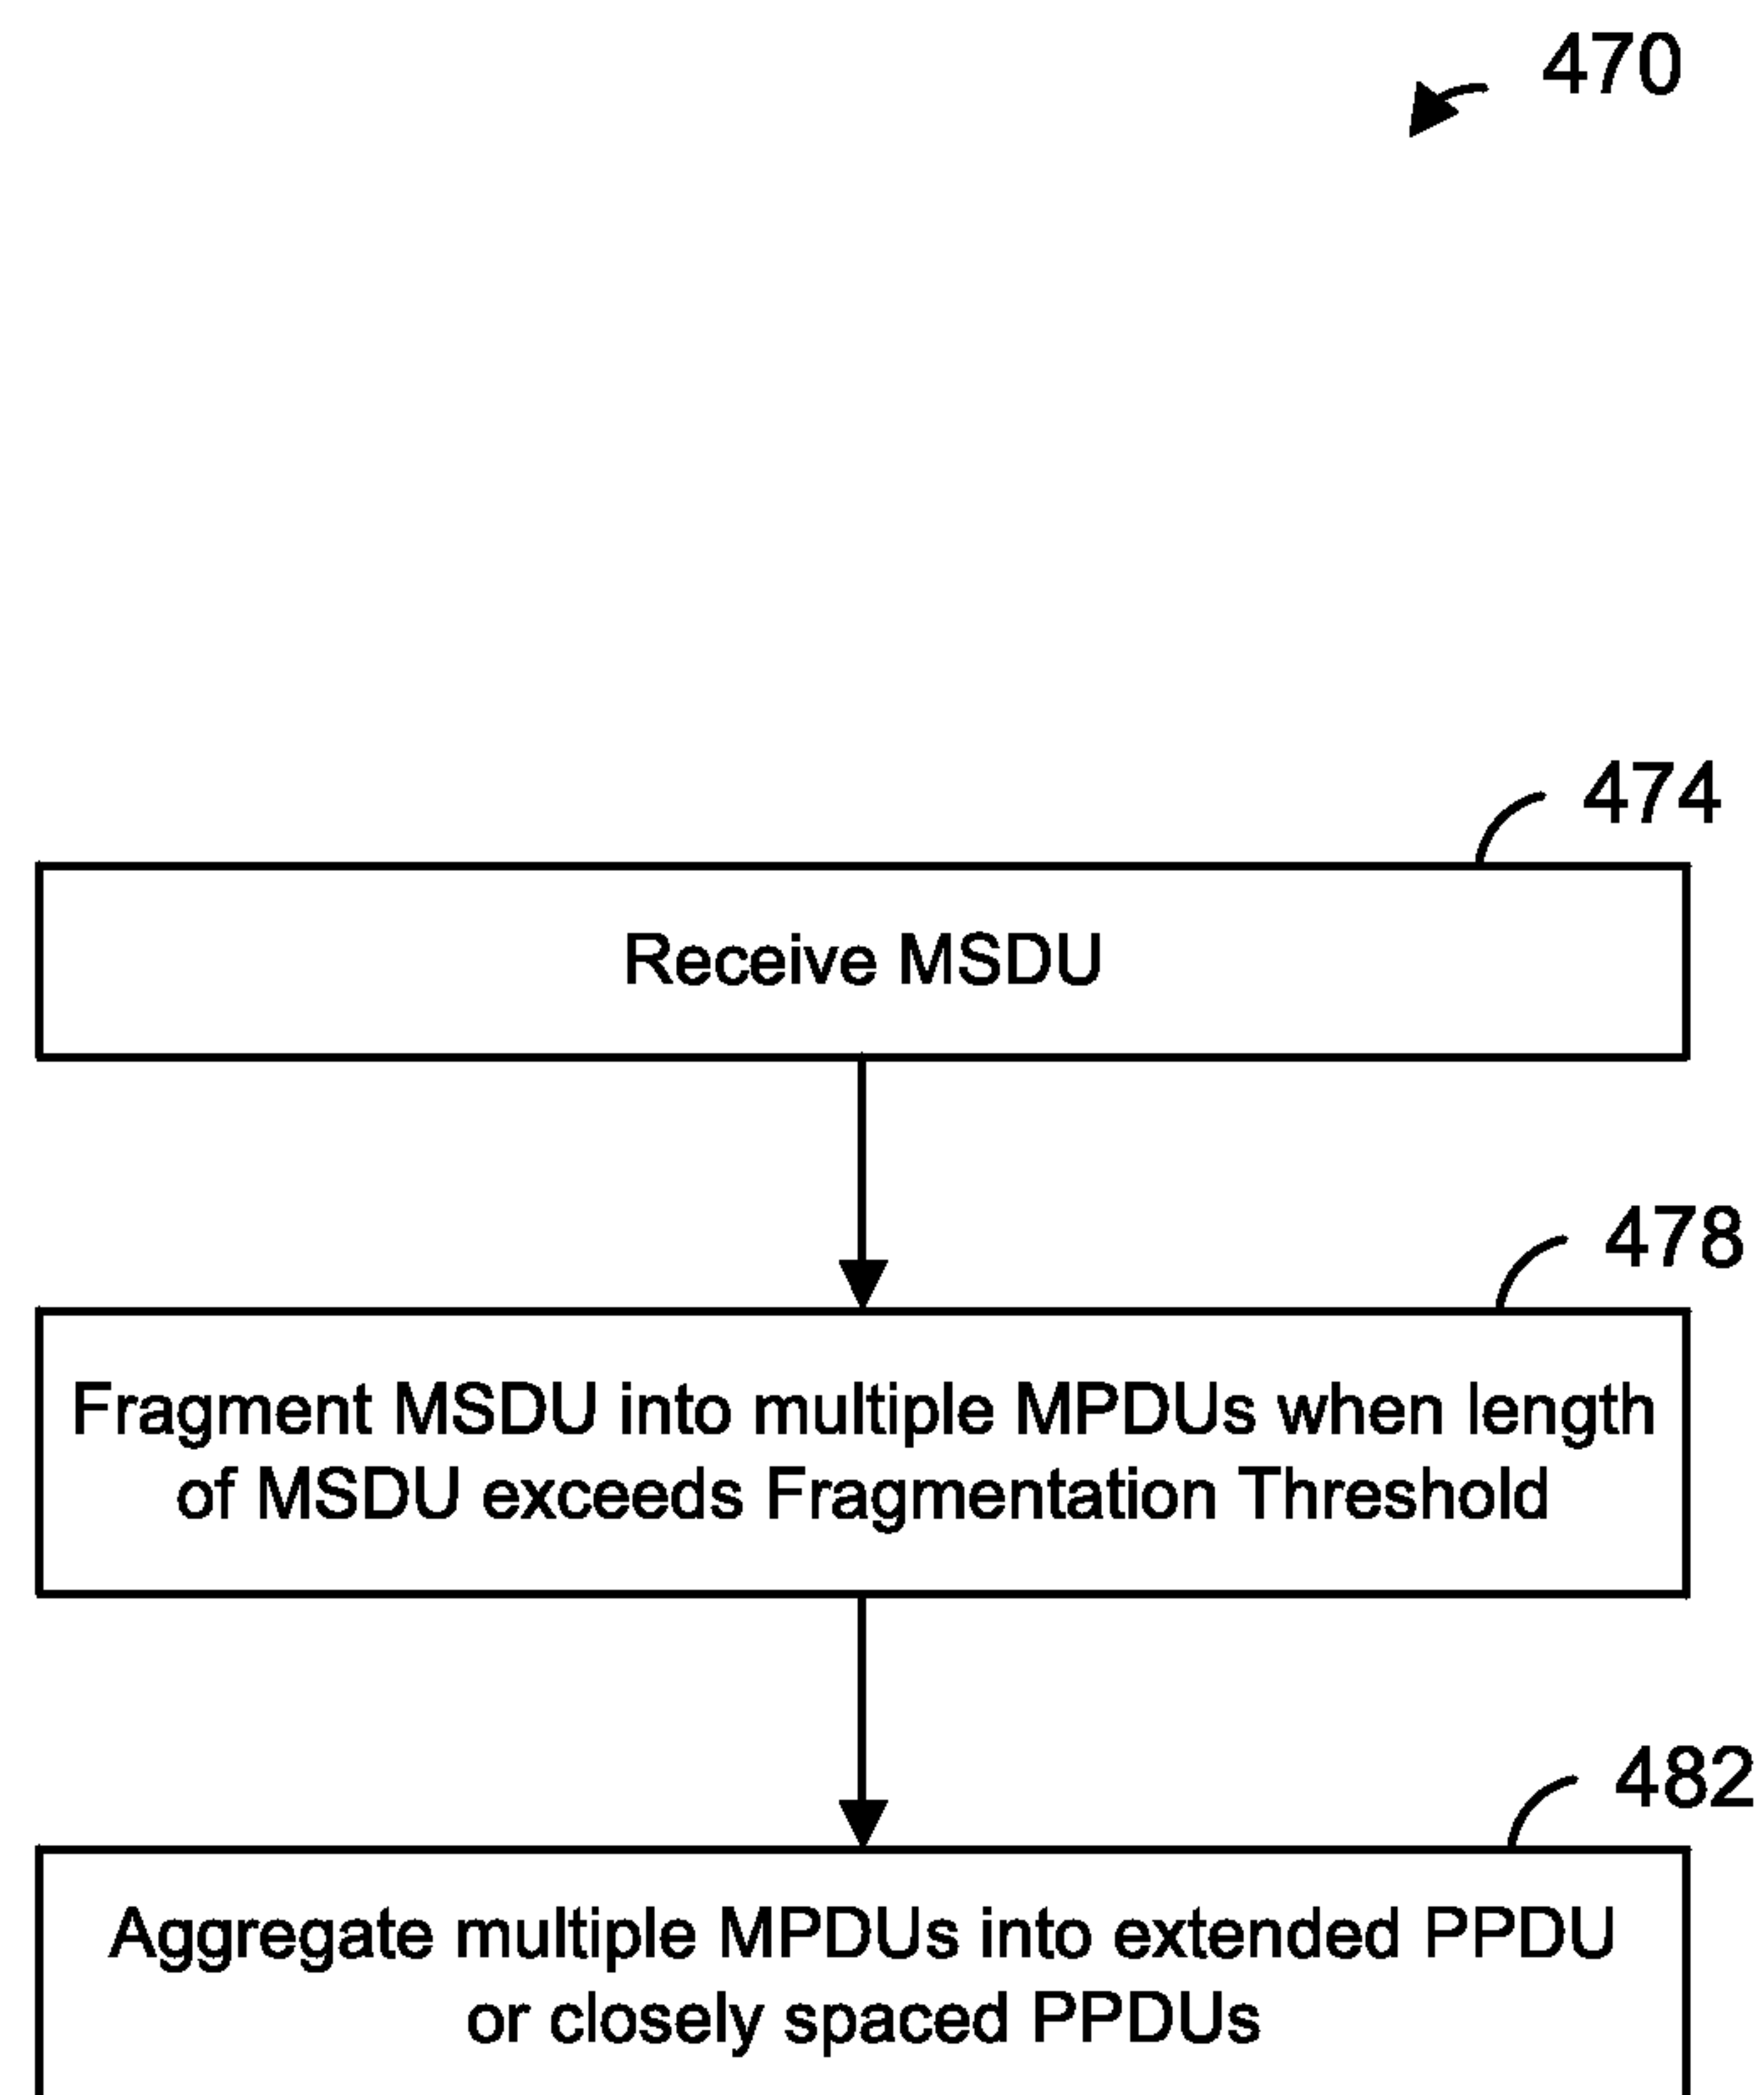 470
474
Receive MSDU
478
Fragment MSDU into multiple MPDUs when length
of MSDU exceeds Fragmentation Threshold
482
Aggregate multiple MPDUs into extended PPDU
or closely spaced PPDUs